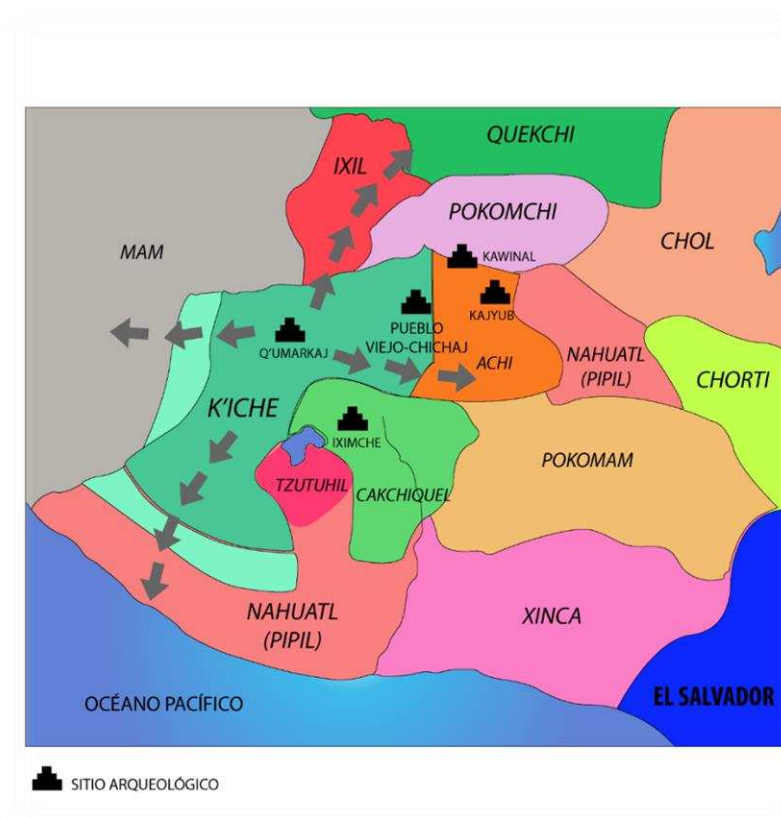 QUEKCHI
IXIL
POKOMCHI
CHOL
MAM
KAWINAL
KAJYUB
PUEBLO
VIEJO-CHICHAJ
Q'UMARKAJ
ACHI
NAHUATL
(PIPIL)
CHORTI
K'ICHE
IXIMCHE
POKOMAM
TZUTUHIL
CAKCHIQUEL
NAHUATL
(PIPIL)
XINCA
OCÉANO PACÍFICO
EL SALVADOR
SITIO ARQUEOLÓGICO